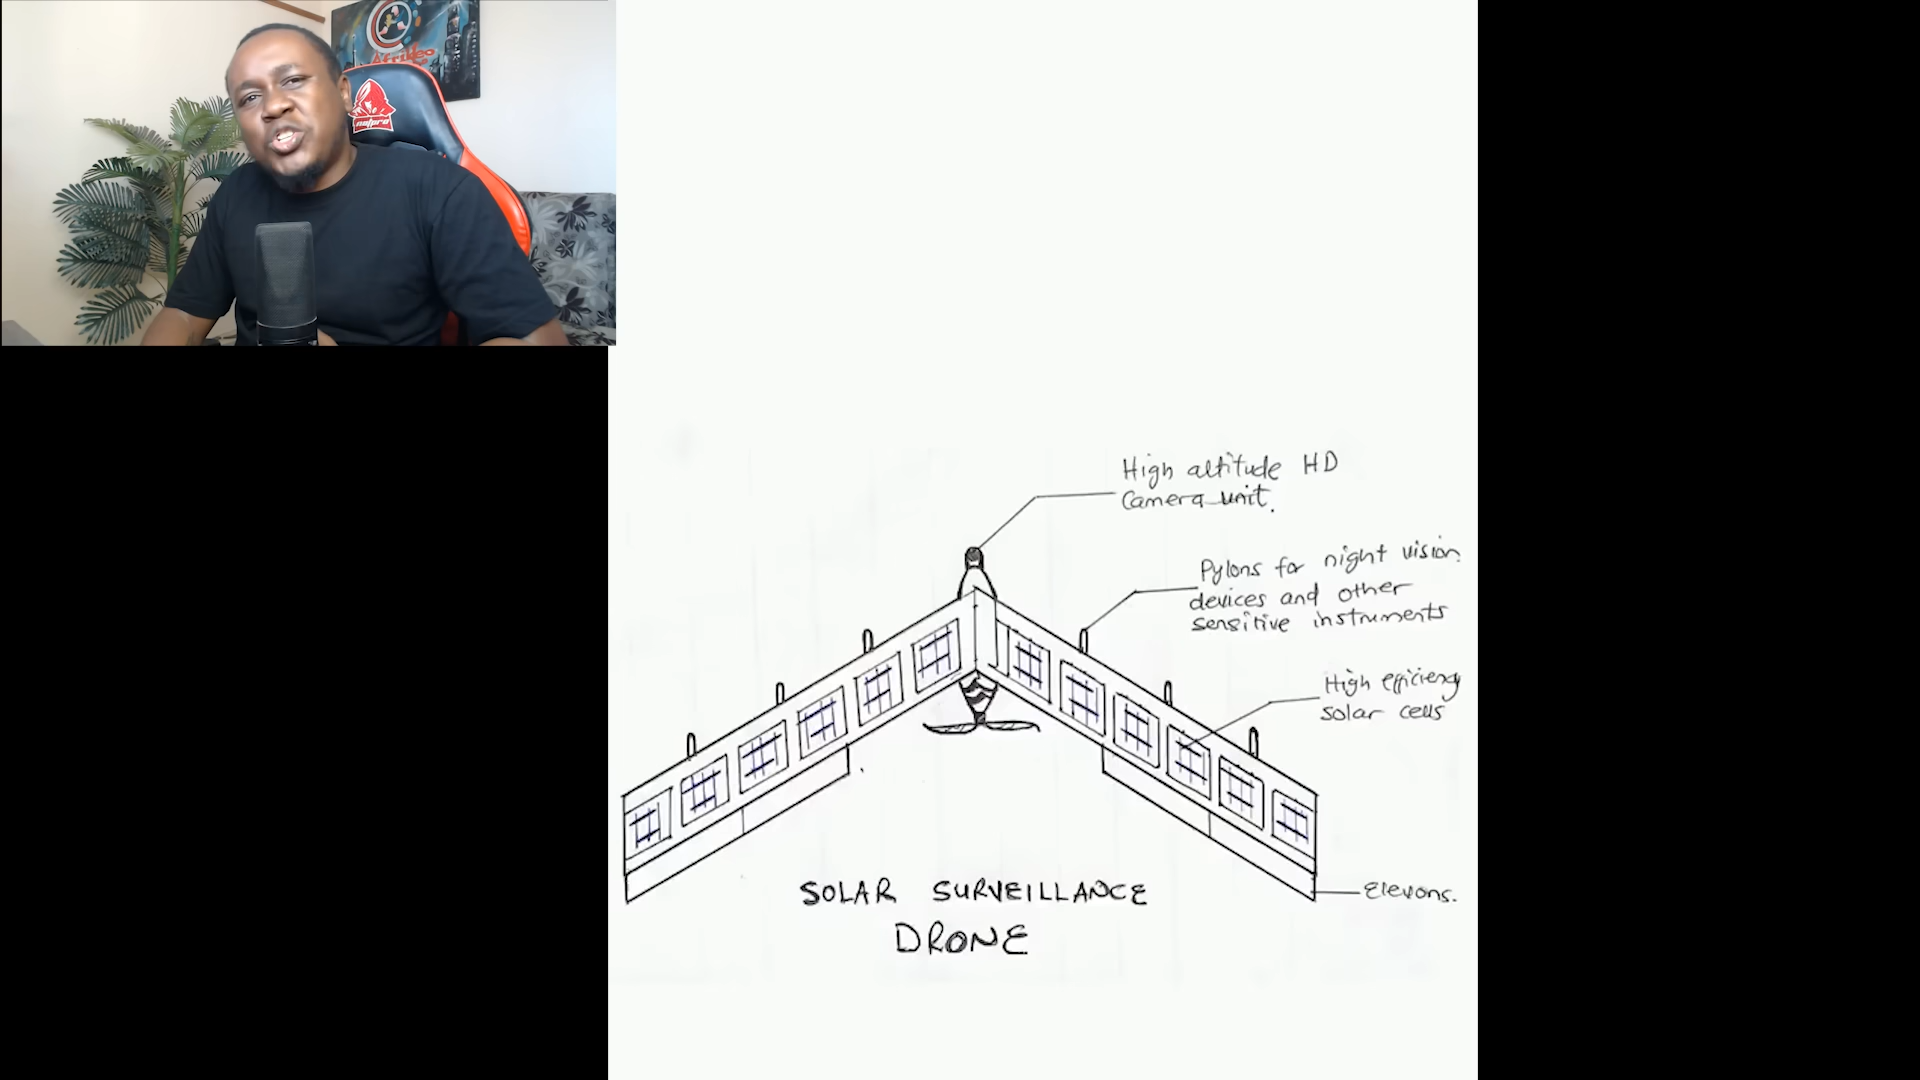 Afrideo
High altitude HD
Camera unit.
Pylons for night vision
devices and other
sensitive instruments
High efficiency
solar cells
Elevons.
SOLAR SURVEILLANCE
DRONE